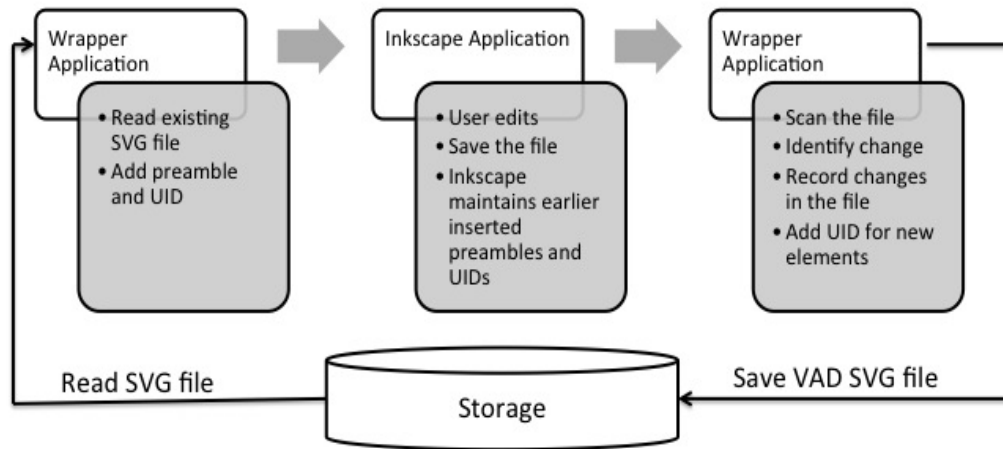 Wrapper
Application
• Read existing
SVG file
• Add preamble
and UID
Inkscape Application
• User edits
• Save the file
• Inkscape
maintains earlier
inserted
preambles and
UIDs
Wrapper
Application
• Scan the file
• Identify change
• Record changes
in the file
• Add UID for new
elements
Read SVG file
Storage
Save VAD SVG file